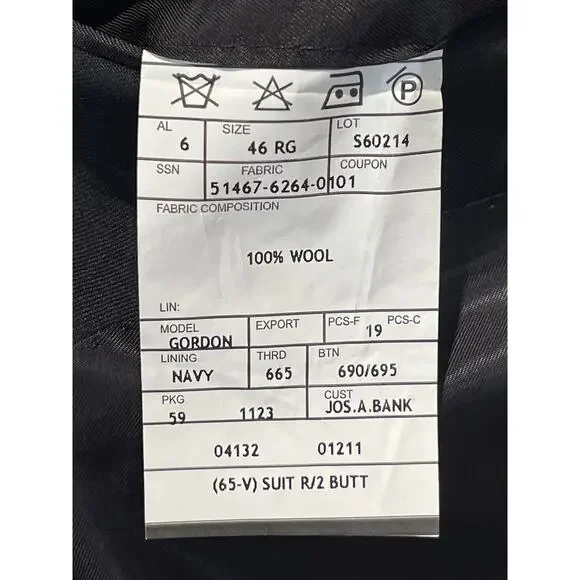 P
AL SIZE LOT
6 46 RG S60214
SSN FABRIC COUPON
51467-6264-0101
FABRIC COMPOSITION
100% WOOL
LIN:
MODEL EXPORT PCS-F PCS-C
GORDON 19
LINING THRD BTN
NAVY 665 690/695
PKG CUST
59 1123 JOS.A.BANK
04132 01211
(65-V) SUIT R/2 BUTT